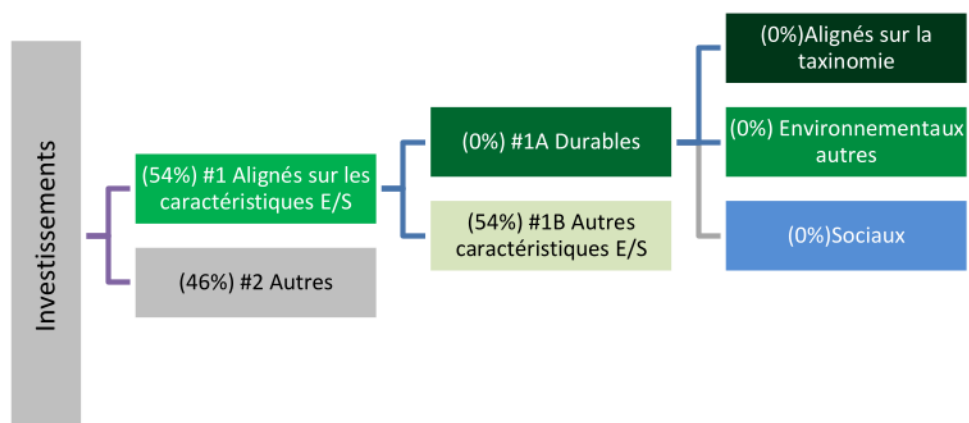 Investissements
(54%) #1 Alignés sur les
caractéristiques E/S
(46%) #2 Autres
(0%) #1A Durables
(54%) #1B Autres
caractéristiques E/S
(0%)Alignés sur la
taxinomie
(0%) Environnementaux
autres
(0%)Sociaux